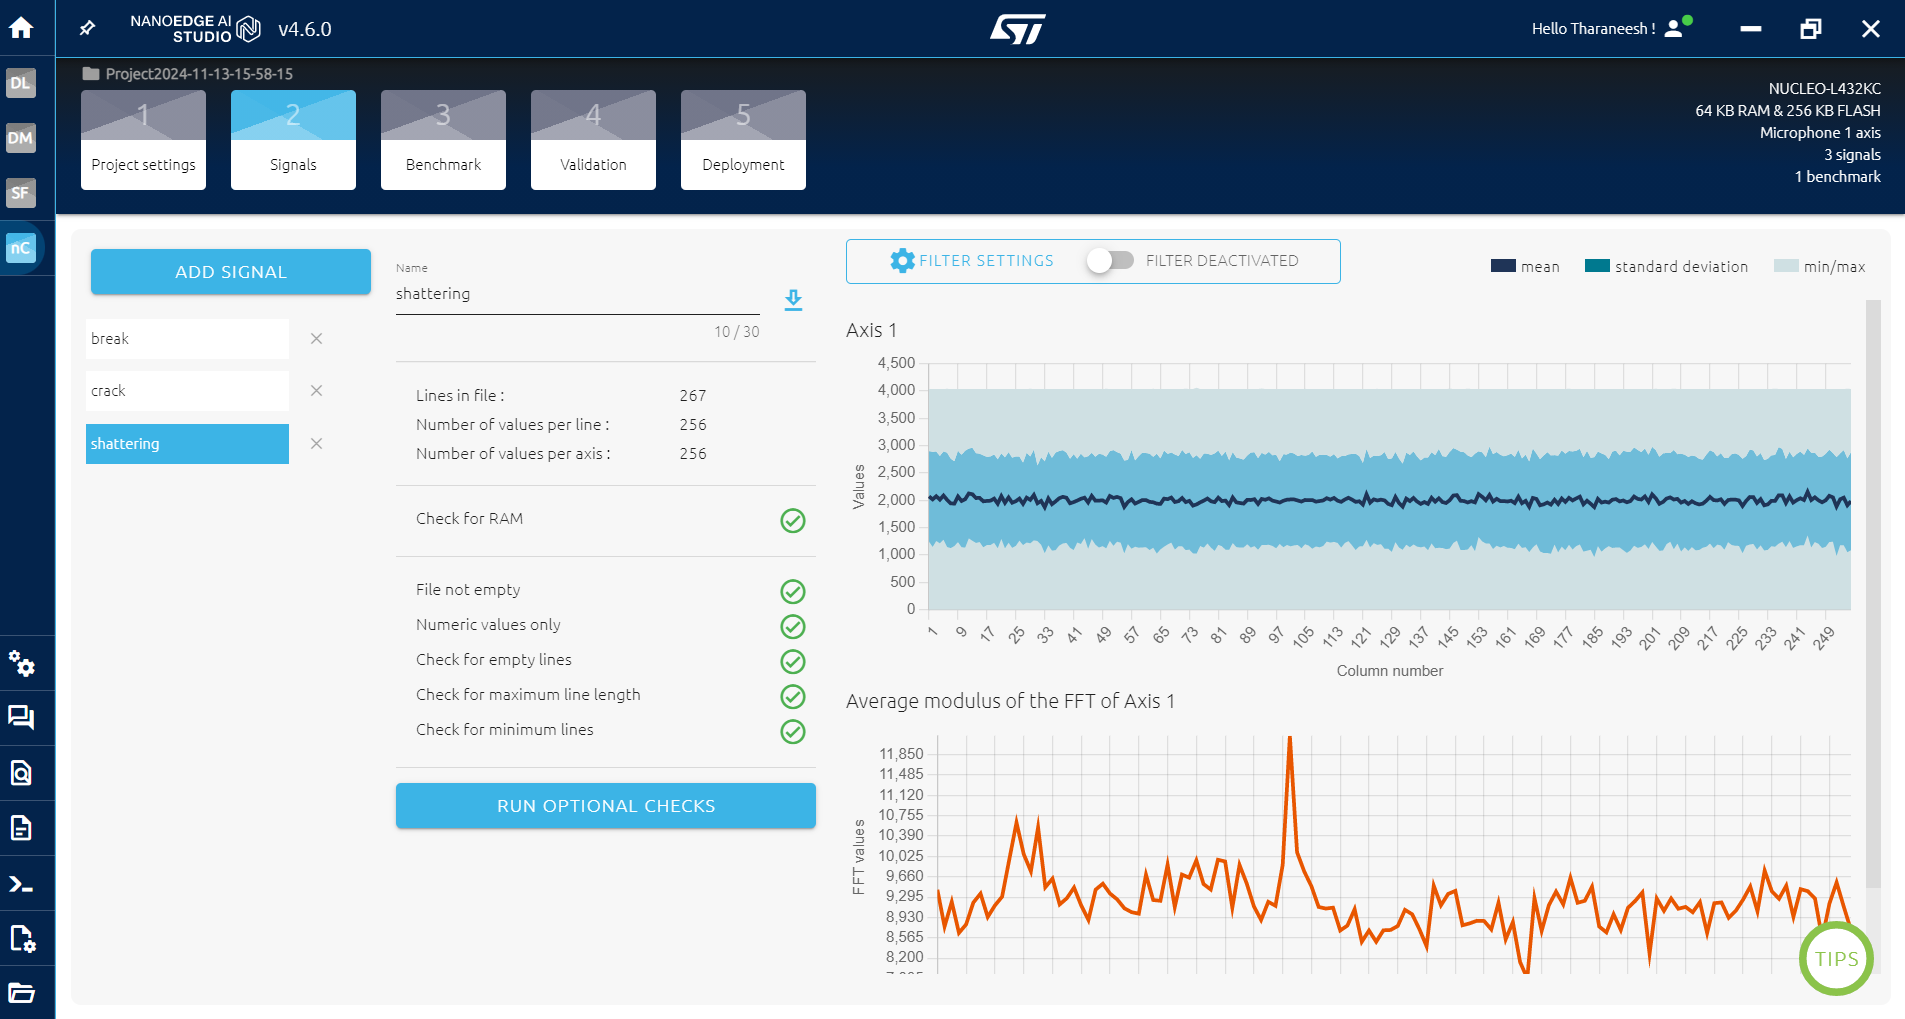 NANOEDGE AI
STUDIO
v4.6.0
ST
Hello Tharaneesh !
DL
DM
SF
nC
Project2024-11-13-15-58-15
1
Project settings
2
Signals
3
Benchmark
4
Validation
5
Deployment
NUCLEO-L432KC
64 KB RAM & 256 KB FLASH
Microphone 1 axis
3 signals
1 benchmark
ADD SIGNAL
break
crack
shattering
Name
shattering
10 / 30
Lines in file : 267
Number of values per line : 256
Number of values per axis : 256
Check for RAM
File not empty
Numeric values only
Check for empty lines
Check for maximum line length
Check for minimum lines
RUN OPTIONAL CHECKS
FILTER SETTINGS
FILTER DEACTIVATED
mean standard deviation min/max
Axis 1
Values
4,500
4,000
3,500
3,000
2,500
2,000
1,500
1,000
500
0
1 9 17 25 33 41 49 57 65 73 81 89 97 105 113 121 129 137 145 153 161 169 177 185 193 201 209 217 225 233 241 249
Column number
Average modulus of the FFT of Axis 1
FFT values
11,850
11,485
11,120
10,755
10,390
10,025
9,660
9,295
8,930
8,565
8,200
TIPS